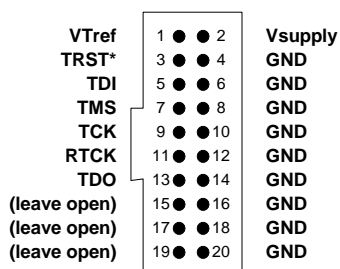 VTref 1 2 Vsupply
TRST* 3 4 GND
TDI 5 6 GND
TMS 7 8 GND
TCK 9 10 GND
RTCK 11 12 GND
TDO 13 14 GND
(leave open) 15 16 GND
(leave open) 17 18 GND
(leave open) 19 20 GND